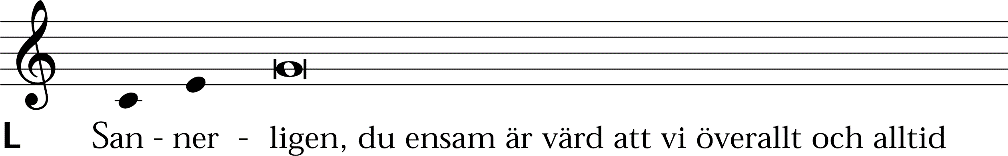 L San - ner - ligen, du ensam är värd att vi överallt och alltid